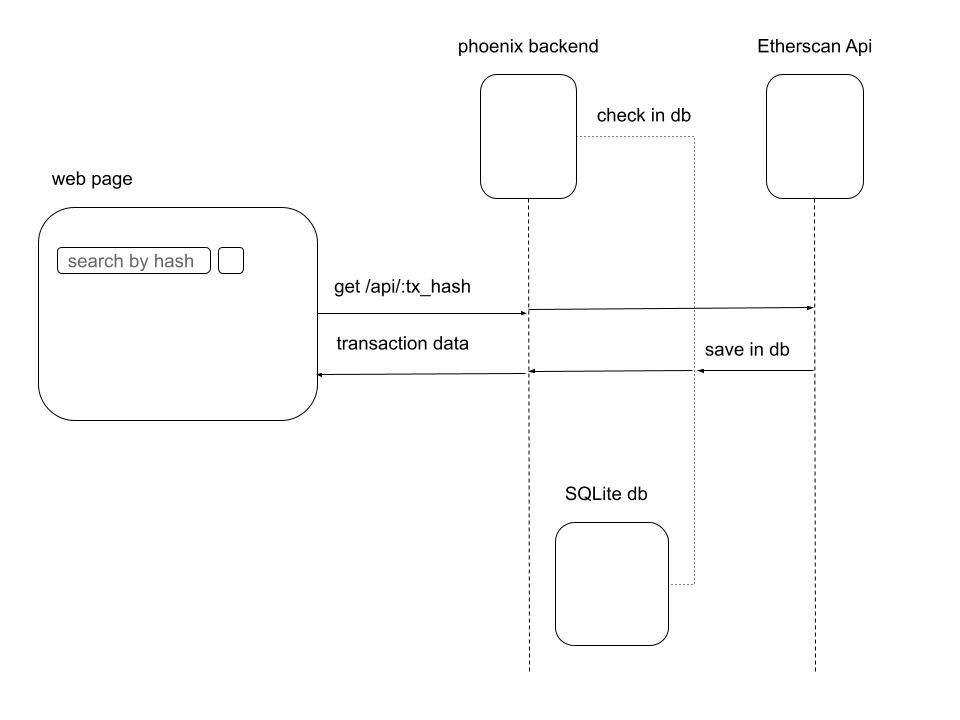 phoenix backend
Etherscan Api
check in db
web page
search by hash
get /api/:tx_hash
transaction data
save in db
SQLite db